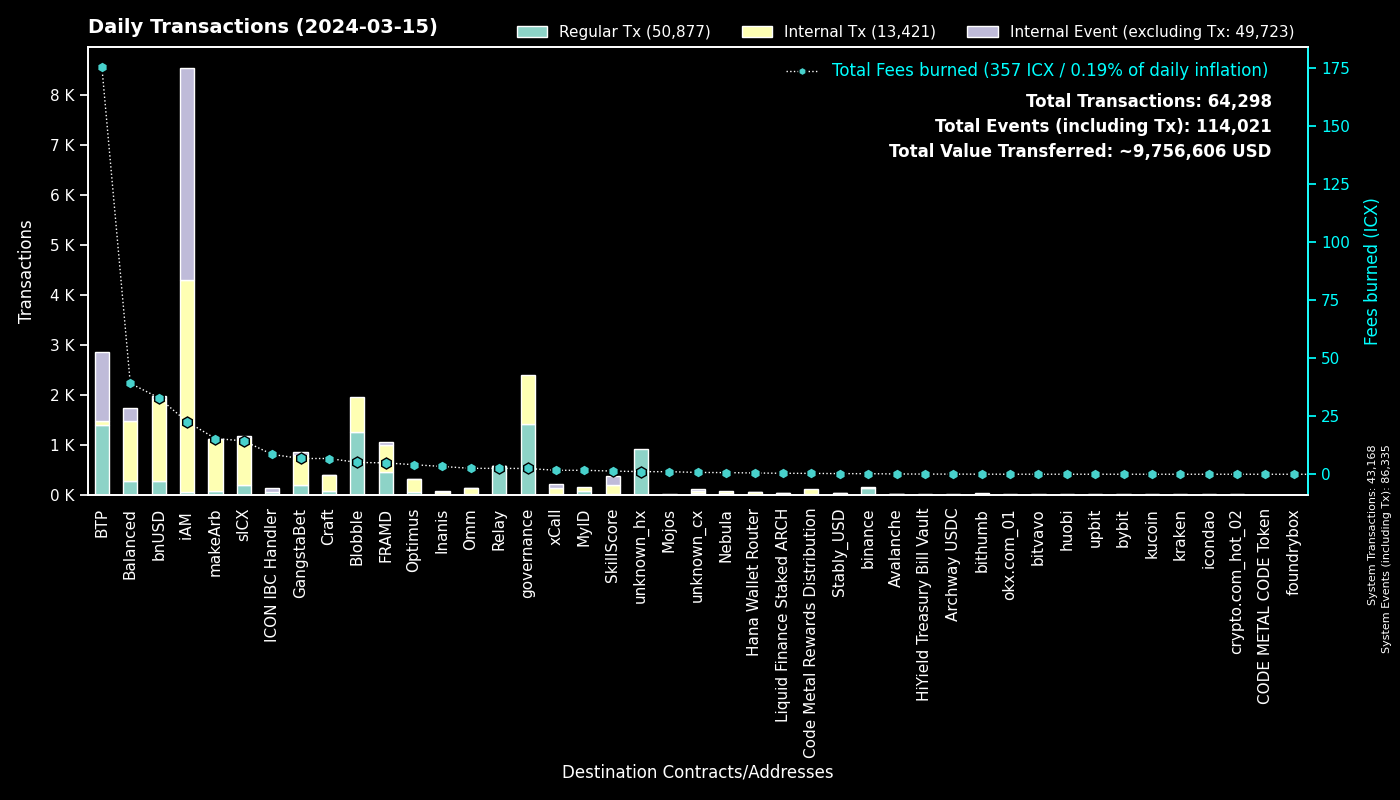 Daily Transactions (2024-03-15)
Regular Tx (50,877)
Internal Tx (13,421)
Internal Event (excluding Tx: 49,723)
Total Fees burned (357 ICX / 0.19% of daily inflation)
Total Transactions: 64,298
Total Events (including Tx): 114,021
Total Value Transferred: ~9,756,606 USD
Transactions
8 K
7 K
6 K
5 K
4 K
3 K
2 K
1 K
0 K
175
150
125
100
75
50
25
0
Fees burned (ICX)
BTP
Balanced
bnUSD
iAM
makeArb
sICX
ICON IBC Handler
GangstaBet
Craft
Blobble
FRAMD
Optimus
Inanis
Omm
Relay
governance
xCall
MyID
SkillScore
unknown_hx
Mojos
unknown_cx
Nebula
Hana Wallet Router
Liquid Finance Staked ARCH
Code Metal Rewards Distribution
Stably_USD
binance
Avalanche
HiYield Treasury Bill Vault
Archway USDC
bithumb
okx.com_01
bitvavo
huobi
upbit
bybit
kucoin
kraken
icondao
crypto.com_hot_02
CODE METAL CODE Token
foundrybox
Destination Contracts/Addresses
System Transactions: 43,168
System Events (including Tx): 86,335